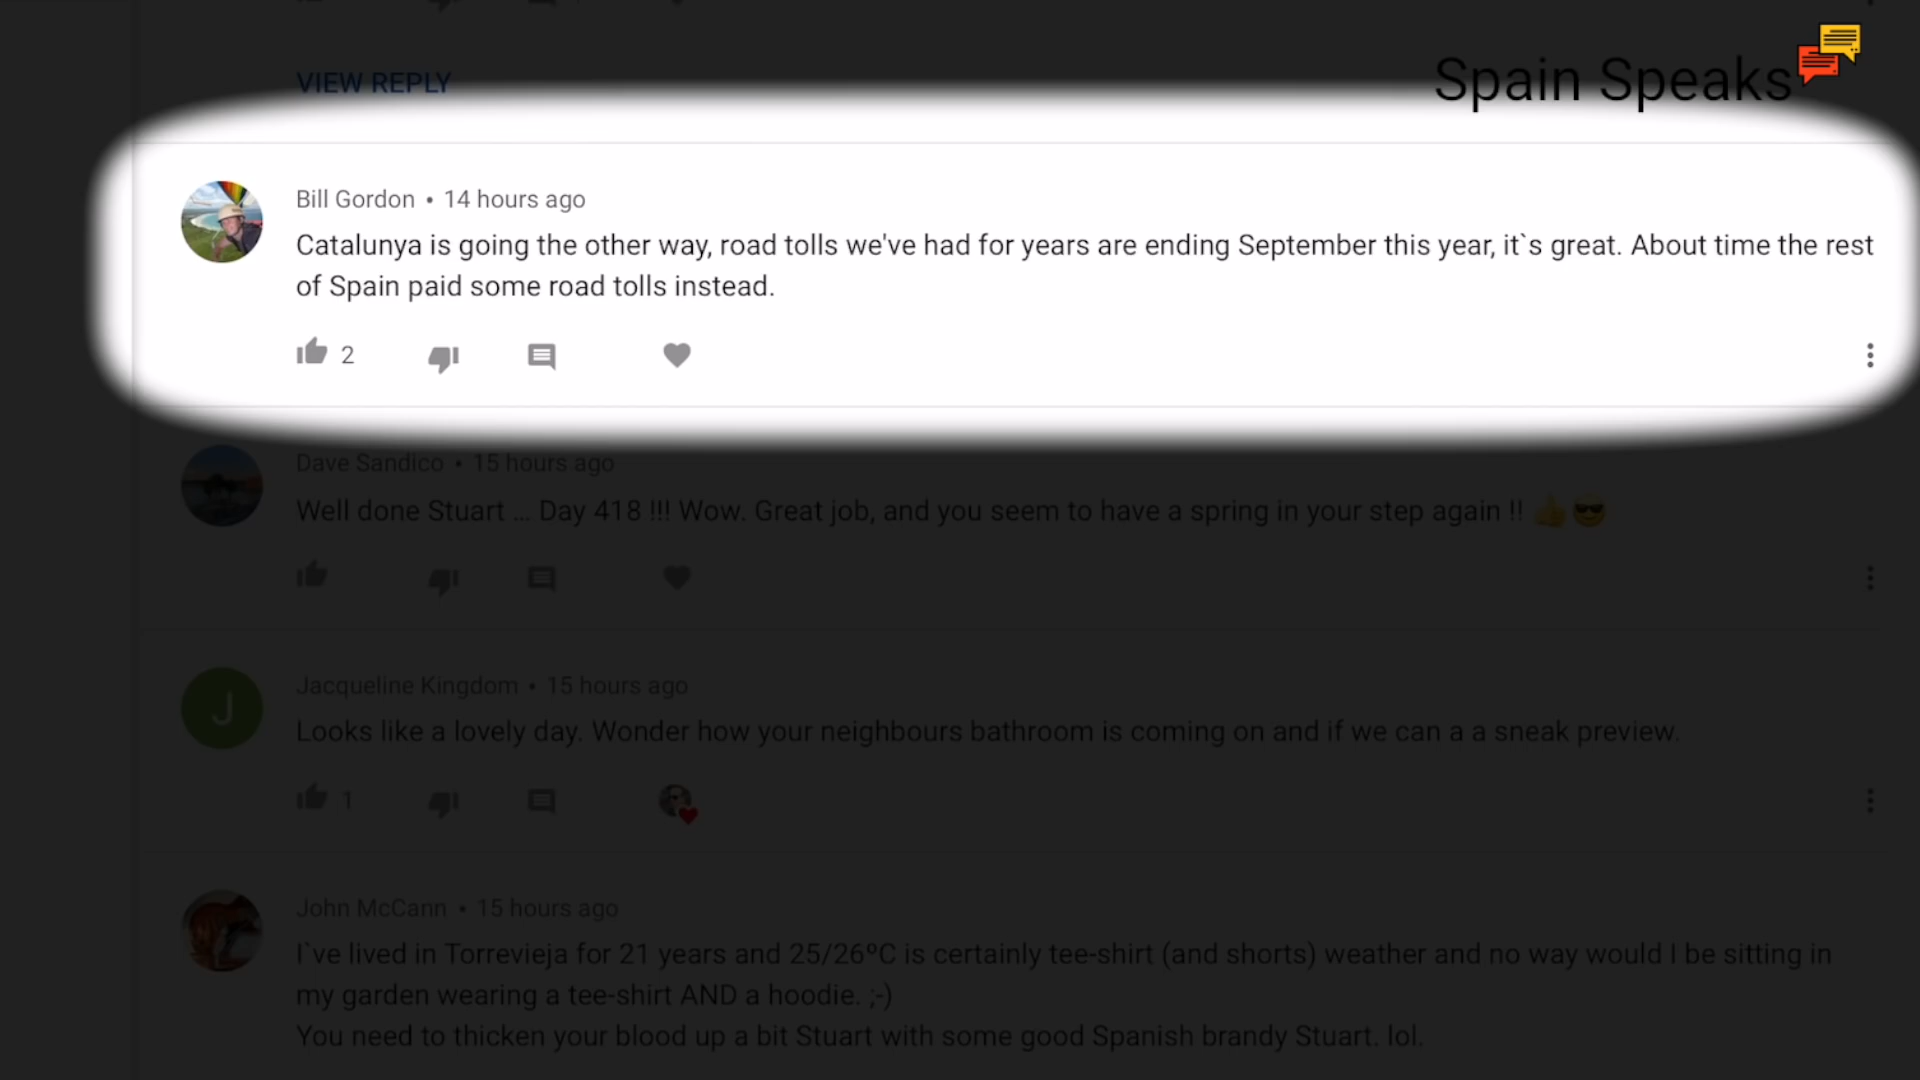 VIEW REPLY
Spain Speaks
Bill Gordon • 14 hours ago
Catalunya is going the other way, road tolls we've had for years are ending September this year, it`s great. About time the rest
of Spain paid some road tolls instead.
2
Dave Sandico • 15 hours ago
Well done Stuart ... Day 418 !!! Wow. Great job, and you seem to have a spring in your step again !! 👍😎
J
Jacqueline Kingdom • 15 hours ago
Looks like a lovely day. Wonder how your neighbours bathroom is coming on and if we can a a sneak preview.
1
John McCann • 15 hours ago
I`ve lived in Torrevieja for 21 years and 25/26ºC is certainly tee-shirt (and shorts) weather and no way would I be sitting in
my garden wearing a tee-shirt AND a hoodie. ;-)
You need to thicken your blood up a bit Stuart with some good Spanish brandy Stuart. lol.